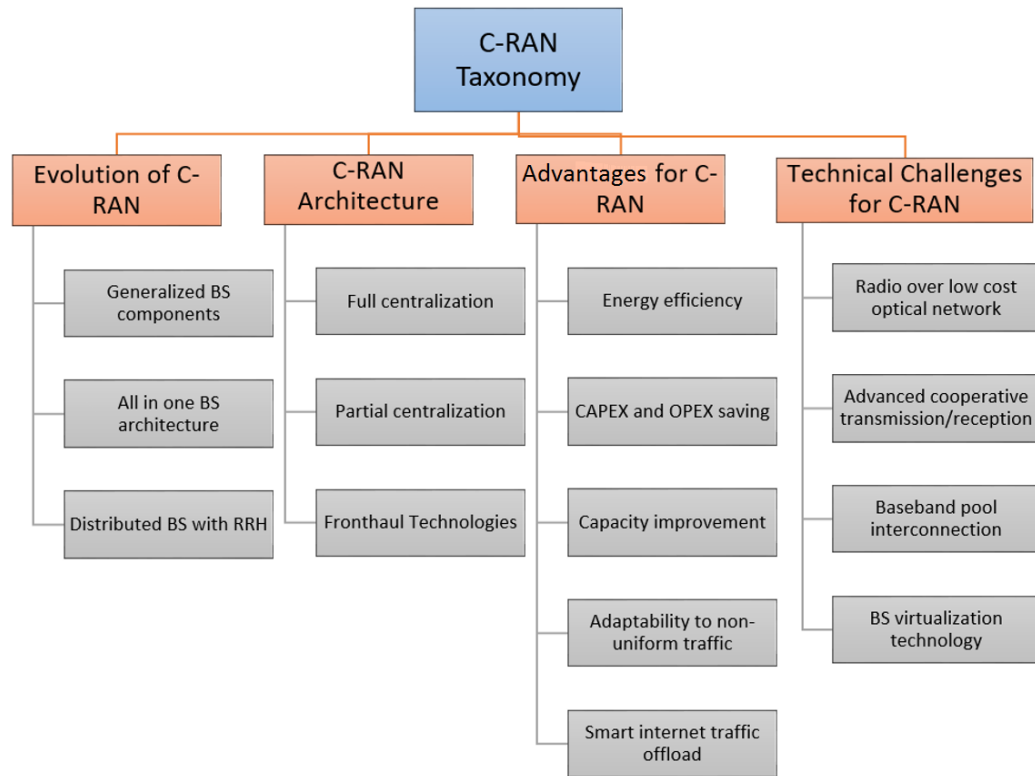 C-RAN
Taxonomy
Evolution of C-
RAN
Generalized BS
components
All in one BS
architecture
Distributed BS with RRH
C-RAN
Architecture
Full centralization
Partial centralization
Fronthaul Technologies
Advantages for C-
RAN
Energy efficiency
CAPEX and OPEX saving
Capacity improvement
Adaptability to non-
uniform traffic
Smart internet traffic
offload
Technical Challenges
for C-RAN
Radio over low cost
optical network
Advanced cooperative
transmission/reception
Baseband pool
interconnection
BS virtualization
technology